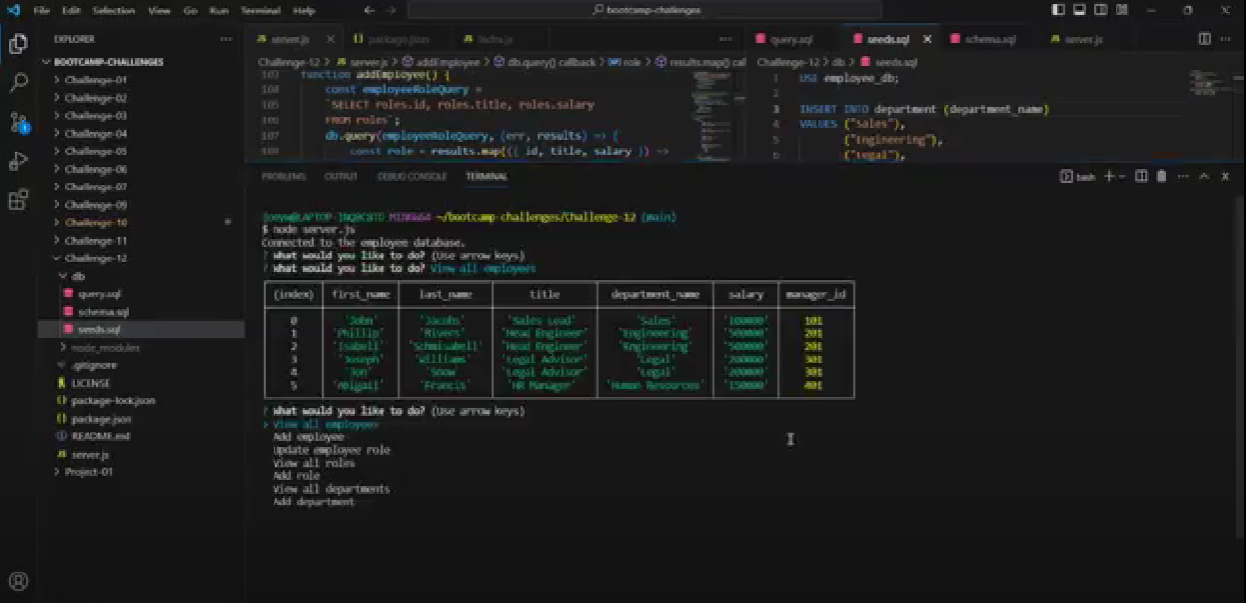 File Edit Selection View Go Run Terminal Help
bootcamp-challenges
EXPLORER
BOOTCAMP-CHALLENGES
Challenge-01
Challenge-02
Challenge-03
Challenge-04
Challenge-05
Challenge-06
Challenge-07
Challenge-09
Challenge-10
Challenge-11
Challenge-12
db
query.sql
schema.sql
seeds.sql
node_modules
.gitignore
LICENSE
package-lock.json
package.json
README.md
server.js
Project-01
server.js package.json
Challenge-12 > server.js > addEmployee > db.query() callback > role > results.map() cal
103 function addEmployee() {
104 const employeeRoleQuery =
105 `SELECT roles.id, roles.title, roles.salary
106 FROM roles`;
107 db.query(employeeRoleQuery, (err, results) => {
108 const role = results.map(({ id, title, salary }) =>
query.sql seeds.sql schema.sql server.js
Challenge-12 > db > seeds.sql
1 USE employee_db;
2
3 INSERT INTO department (department_name)
4 VALUES ("Sales"),
5 ("Engineering"),
6 ("Legal"),
PROBLEMS OUTPUT DEBUG CONSOLE TERMINAL
bash
MINGW64 ~/bootcamp-challenges/Challenge-12 (main)
$ node server.js
Connected to the employee database.
? What would you like to do? (Use arrow keys)
? What would you like to do? View all employees
(index) first_name last_name title department_name salary manager_id
0 'John' 'Jacobs' 'Sales Lead' 'Sales' '100000' 101
1 'Phillip' 'Rivers' 'Head Engineer' 'Engineering' '500000' 201
2 'Isabell' 'Head Engineer' 'Engineering' '500000' 201
3 'Joseph' 'Williams' 'Legal Advisor' 'Legal' '200000' 301
4 'Jon' 'Snow' 'Legal Advisor' 'Legal' '200000' 301
5 'Abigail' 'Francis' 'HR Manager' 'Human Resources' '150000' 401
? What would you like to do? (Use arrow keys)
> View all employees
Add employee
Update employee role
View all roles
Add role
View all departments
Add department